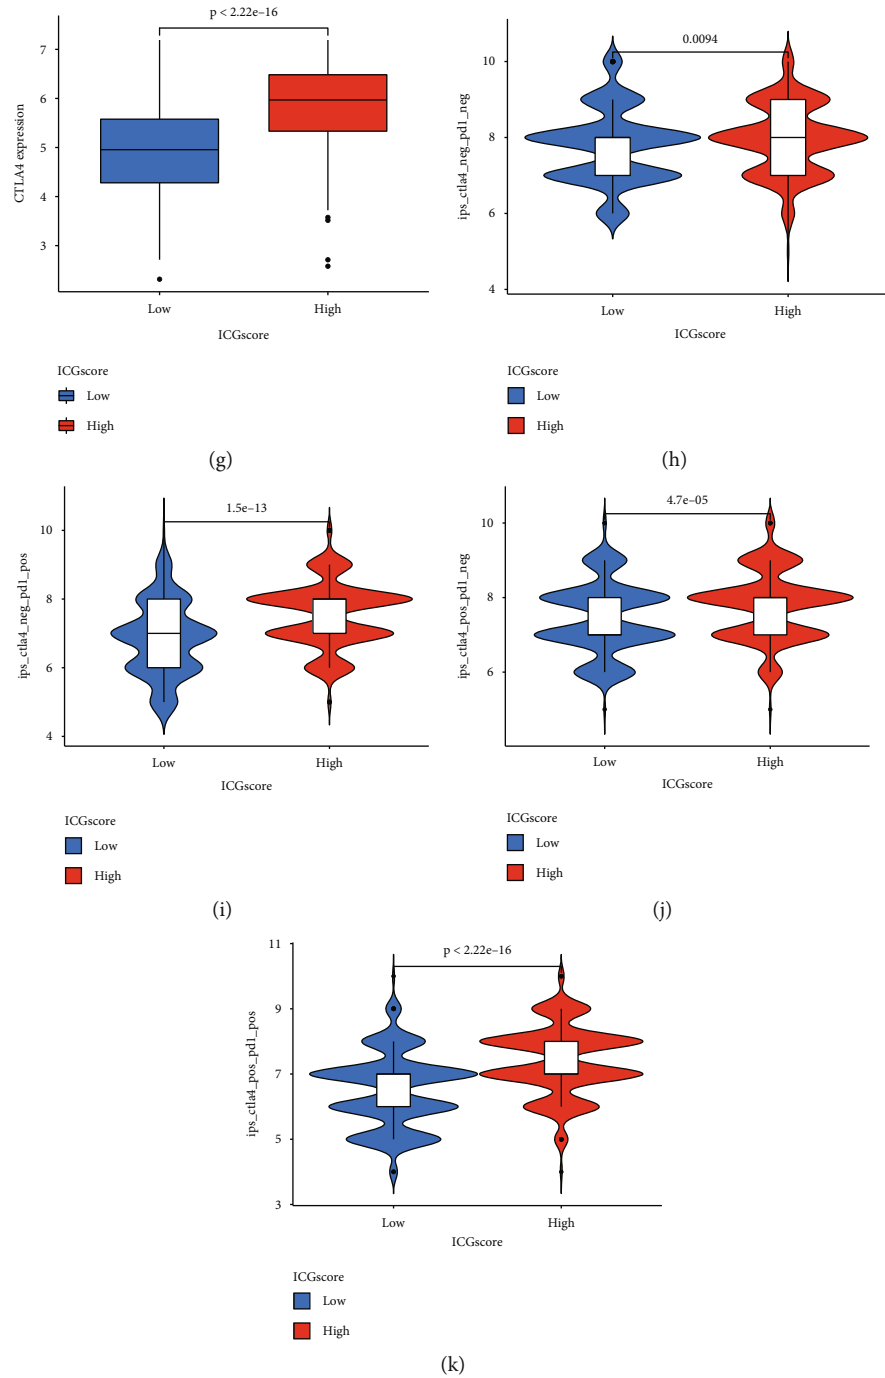 p < 2.22e–16
7
6
5
4
3
CTLA4 expression
Low
High
ICGscore
ICGscore
Low
High
(g)
0.0094
10
8
6
4
ips_ctla4_neg_pd1_neg
Low
High
ICGscore
ICGscore
Low
High
(h)
1.5e–13
10
8
6
4
ips_ctla4_neg_pd1_pos
Low
High
ICGscore
ICGscore
Low
High
(i)
4.7e–05
10
8
6
ips_ctla4_pos_pd1_neg
Low
High
ICGscore
ICGscore
Low
High
(j)
p < 2.22e–16
11
9
7
5
3
ips_ctla4_pos_pd1_pos
Low
High
ICGscore
ICGscore
Low
High
(k)